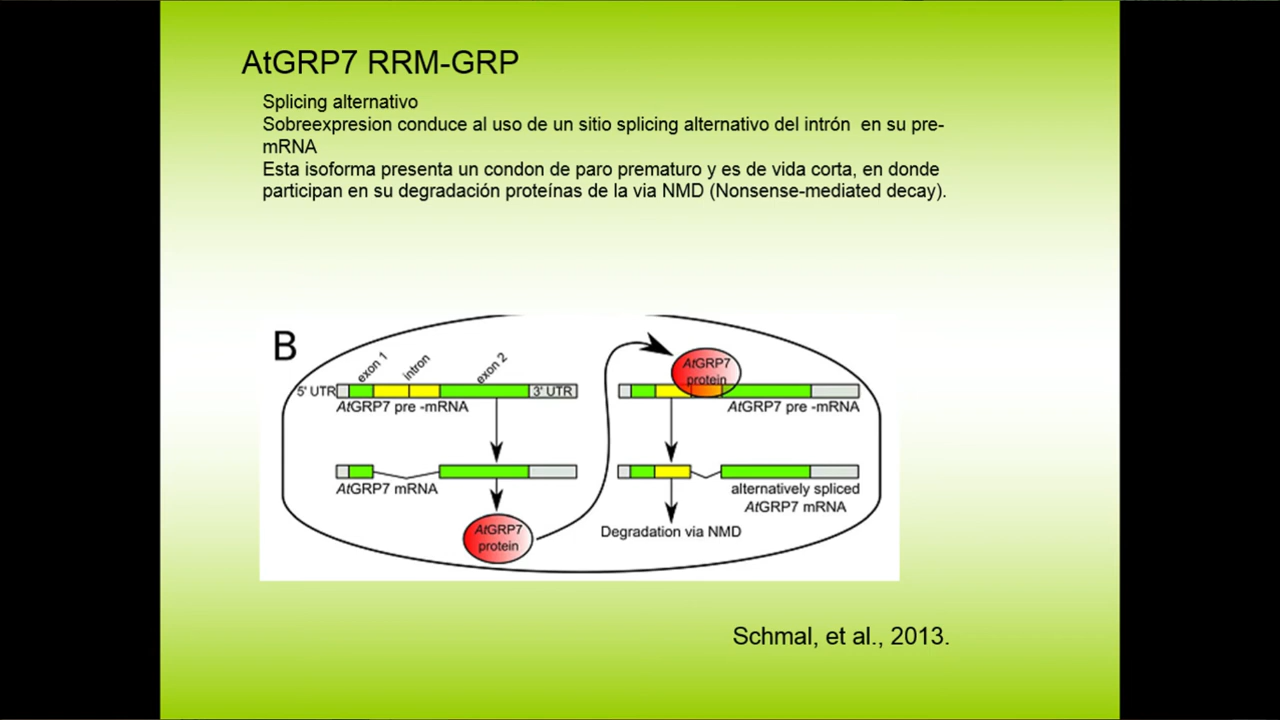 AtGRP7 RRM-GRP
Splicing alternativo
Sobreexpresion conduce al uso de un sitio splicing alternativo del intrón en su pre-
mRNA
Esta isoforma presenta un condon de paro prematuro y es de vida corta, en donde
participan en su degradación proteínas de la via NMD (Nonsense-mediated decay).
B
exon 1
intron
exon 2
5' UTR
3' UTR
AtGRP7 pre -mRNA
AtGRP7 mRNA
AtGRP7
protein
AtGRP7
protein
AtGRP7 pre -mRNA
alternatively spliced
AtGRP7 mRNA
Degradation via NMD
Schmal, et al., 2013.